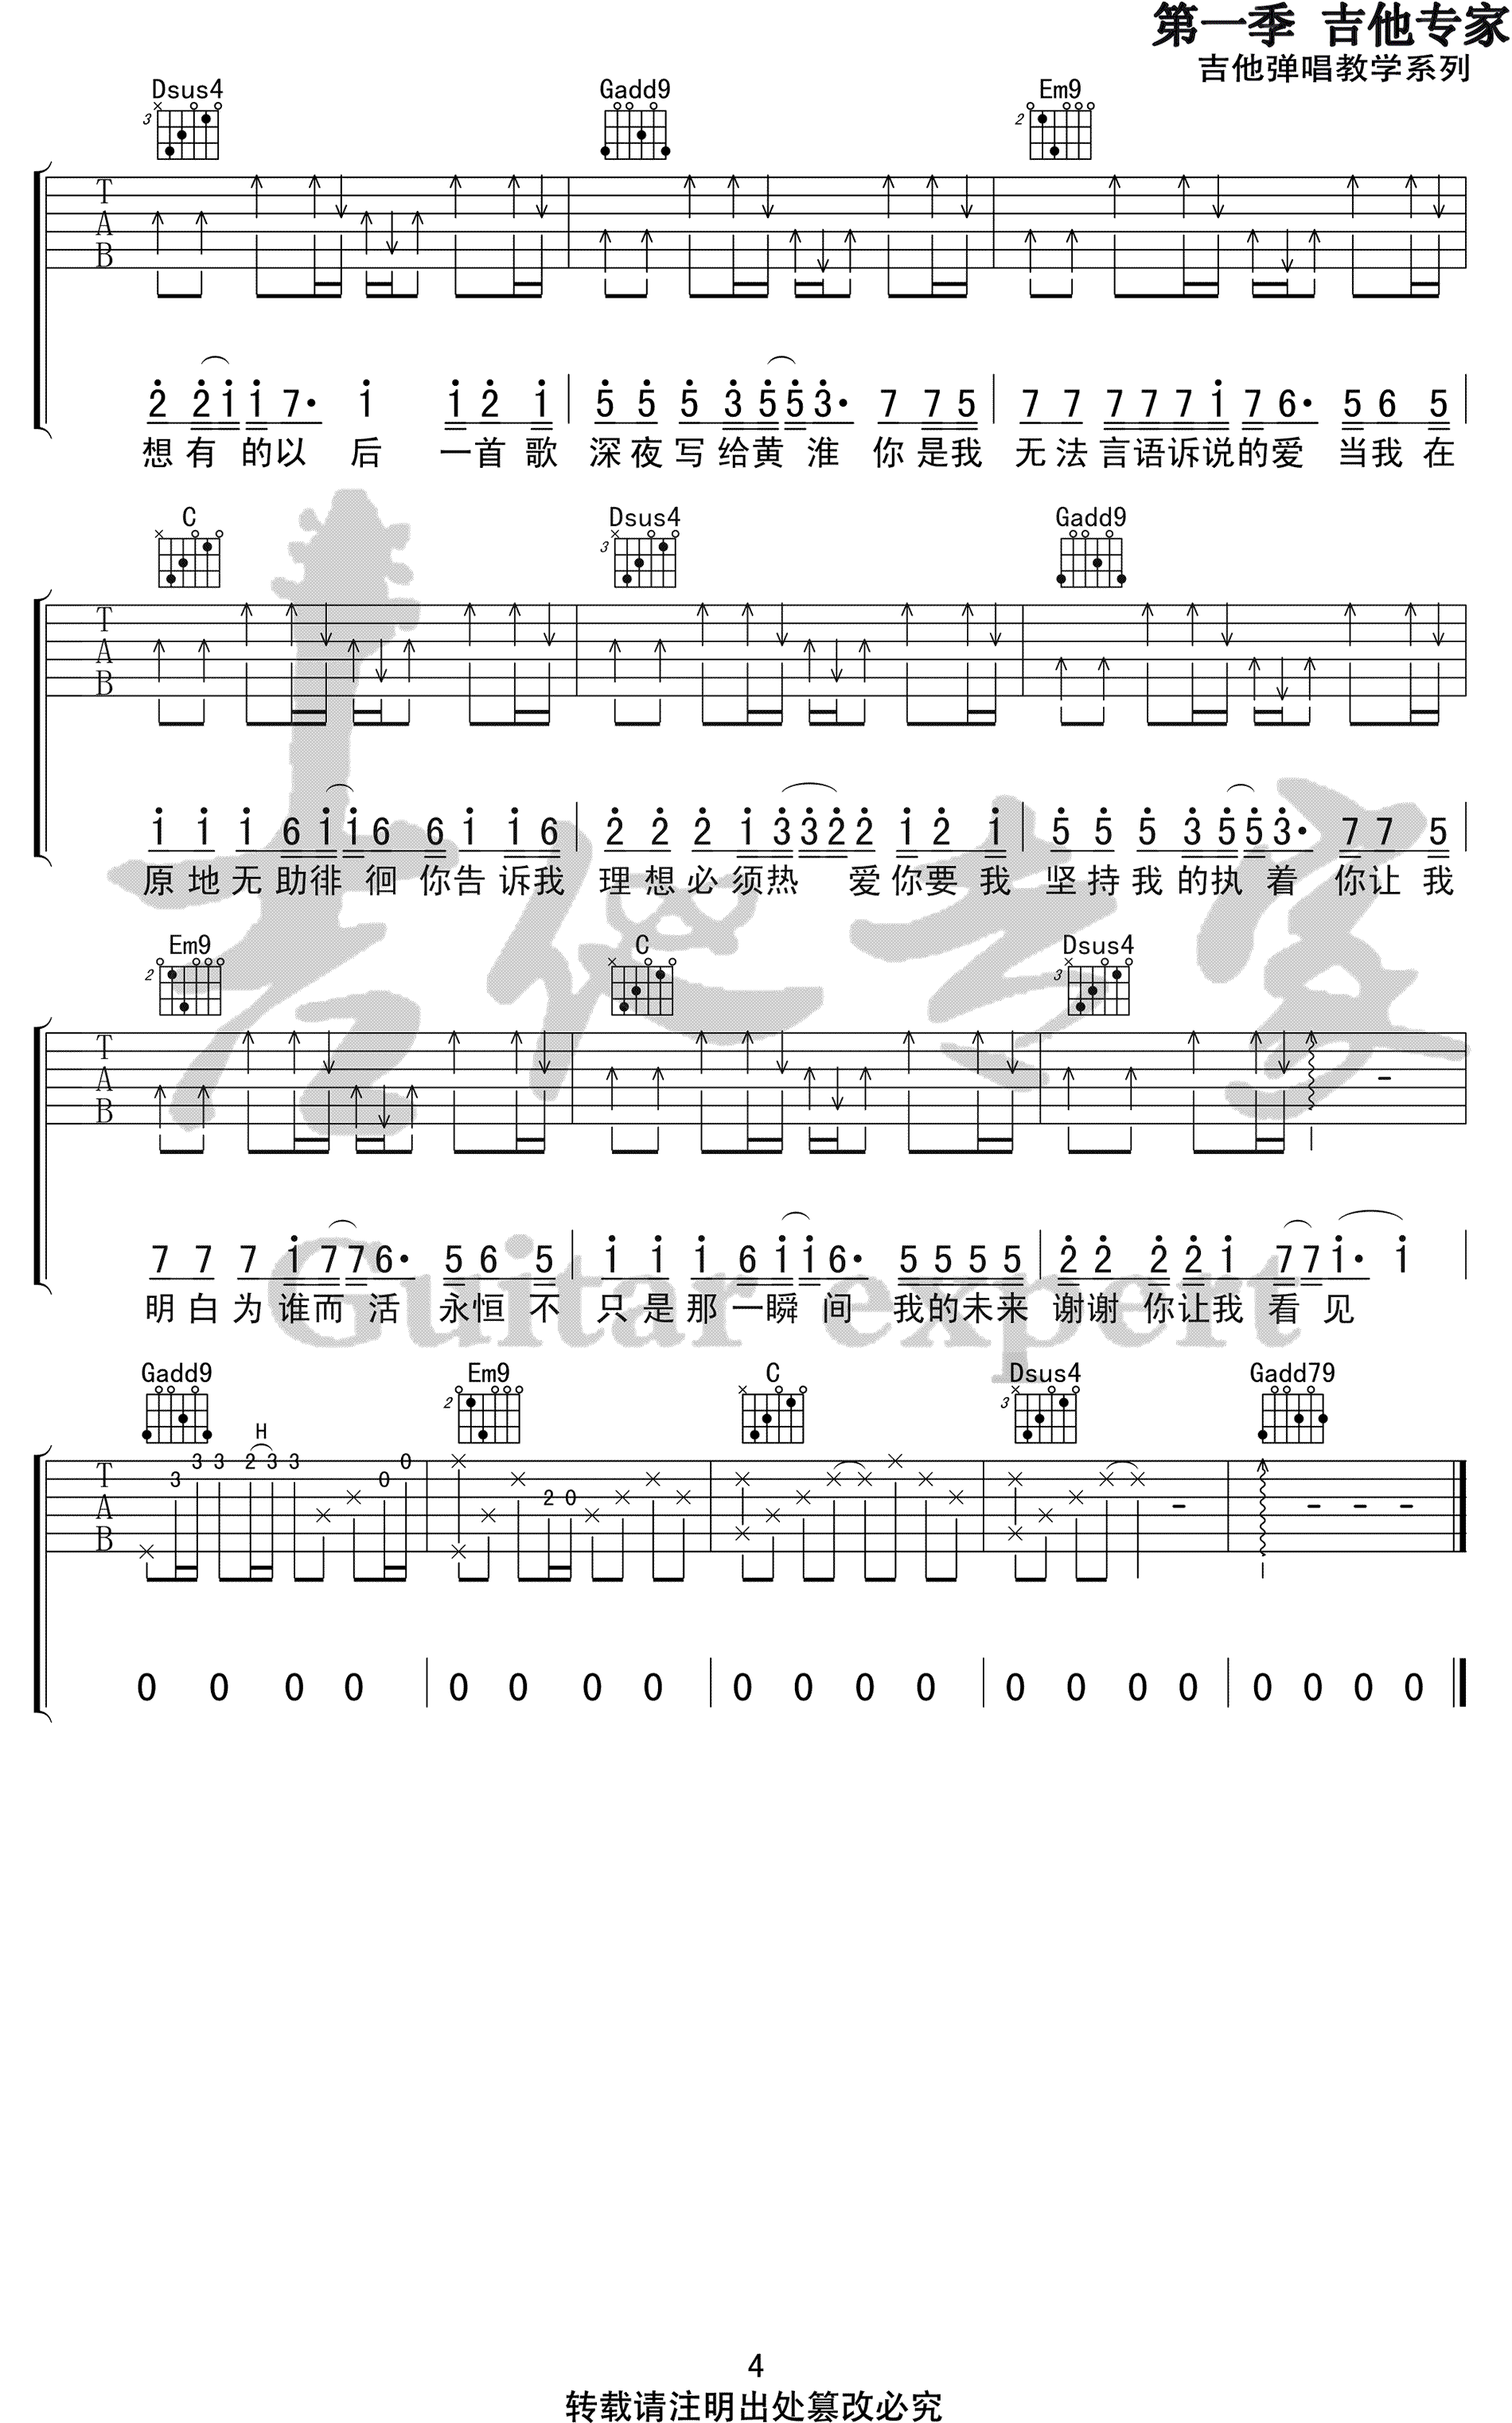 第一季 吉他专家
吉他弹唱教学系列
Dsus4 Gadd9 Em9
3 2
T
A
B
2 2 1 1 7· 1 1 2 1 5 5 5 3 5 5 3· 7 7 5 7 7 7 7 7 1 7 6· 5 6 5
想有的以后一首歌深夜写给黄淮你是我无法言语诉说的爱当我在
C Dsus4 Gadd9
3
T
A
B
1 1 1 6 1 1 6 6 1 1 6 2 2 2 1 3 3 2 2 1 2 1 5 5 5 3 5 5 3· 7 7 5
原地无助徘徊你告诉我理想必须热爱你要我坚持我的执着你让我
Em9 C Dsus4
2 3
T
A
B
7 7 7 1 7 7 6· 5 6 5 1 1 1 6 1 1 6· 5 5 5 5 2 2 2 2 1 7 7 1· 1
明白为谁而活永恒不只是那一瞬间我的未来谢谢你让我看见
Gadd9 Em9 C Dsus4 Gadd79
2 3
H
T
A
B
3 3 3 2 3 3 0 0 2 0
0 0 0 0 0 0 0 0 0 0 0 0 0 0 0 0 0 0 0 0
吉他专家
Guitar expert
4
转载请注明出处篡改必究